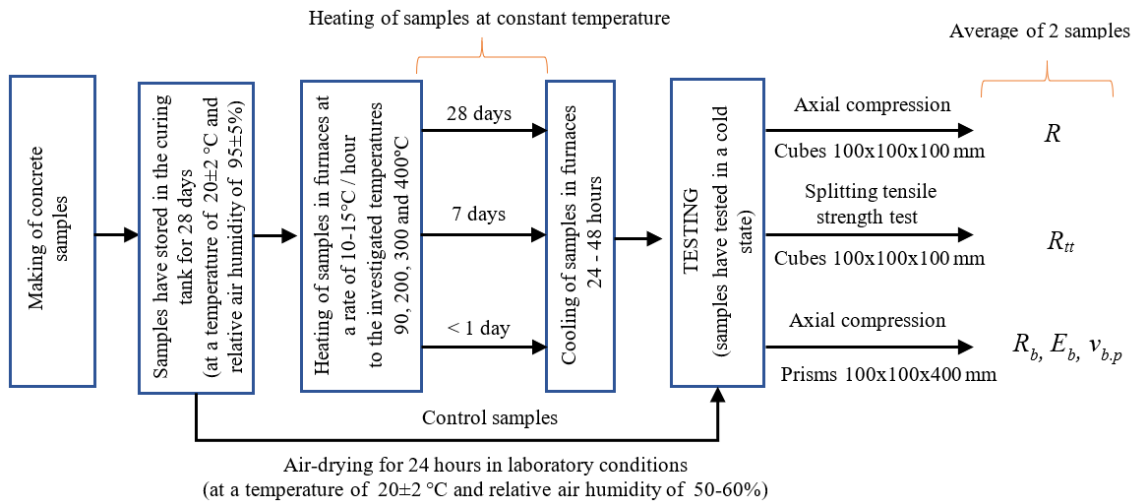 Heating of samples at constant temperature
Average of 2 samples
Making of concrete
samples
Samples have stored in the curing
tank for 28 days
(at a temperature of 20±2 °C and
relative air humidity of 95±5%)
Heating of samples in furnaces at
a rate of 10-15°C / hour
to the investigated temperatures
90, 200, 300 and 400°C
28 days
7 days
< 1 day
Cooling of samples in furnaces
24 - 48 hours
TESTING
(samples have tested in a cold
state)
Axial compression
Cubes 100x100x100 mm
R
Splitting tensile
strength test
Cubes 100x100x100 mm
R_tt
Axial compression
Prisms 100x100x400 mm
R_b, E_b, v_b.p
Control samples
Air-drying for 24 hours in laboratory conditions
(at a temperature of 20±2 °C and relative air humidity of 50-60%)